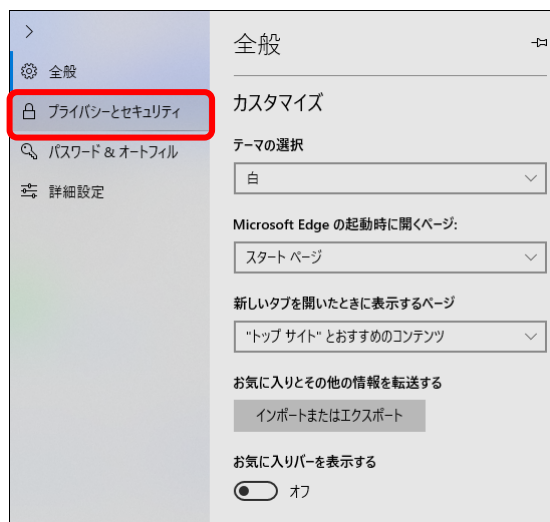 全般
プライバシーとセキュリティ
パスワード & オートフィル
詳細設定
全般
カスタマイズ
テーマの選択
白
Microsoft Edge の起動時に開くページ:
スタート ページ
新しいタブを開いたときに表示するページ
"トップ サイト" とおすすめのコンテンツ
お気に入りとその他の情報を転送する
インポートまたはエクスポート
お気に入りバーを表示する
オフ